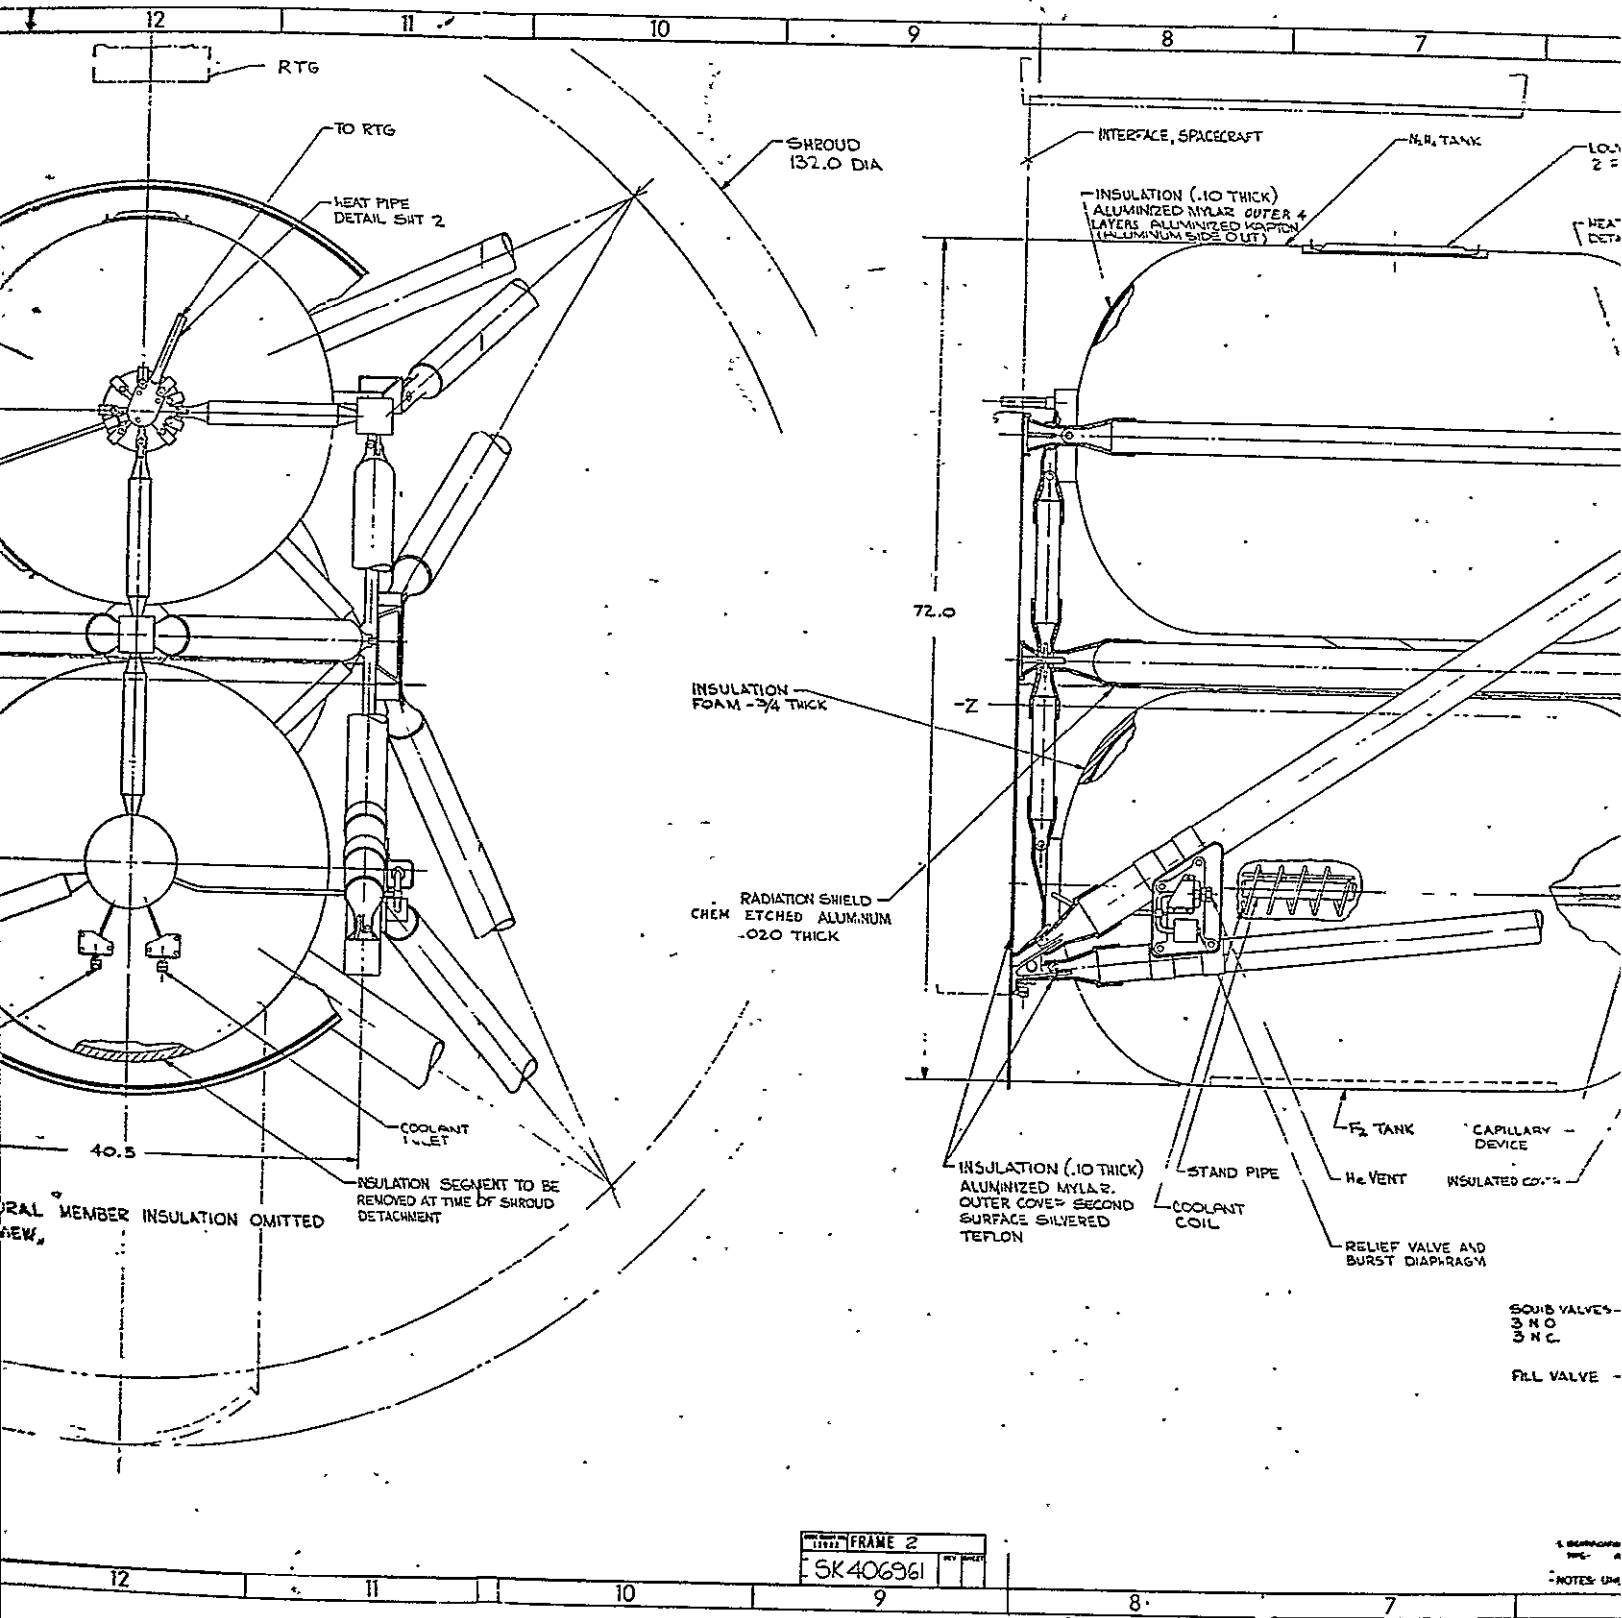 12
11
10
9
8
7
RTG
TO RTG
HEAT PIPE
DETAIL SHT 2
SHROUD
132.0 DIA
INTERFACE, SPACECRAFT
N₂H₄ TANK
2 =
INSULATION (.10 THICK)
ALUMINIZED MYLAR OUTER 4
LAYERS ALUMINIZED KAPTON
(ALUMINUM SIDE OUT)
72.0
INSULATION
FOAM - 3/4 THICK
-Z
RADIATION SHIELD
CHEM ETCHED ALUMINUM
.020 THICK
COOLANT
INLET
40.5
INSULATION SEGMENT TO BE
REMOVED AT TIME OF SHROUD
DETACHMENT
MEMBER INSULATION OMITTED
INSULATION (.10 THICK)
ALUMINIZED MYLAR.
OUTER COVER SECOND
SURFACE SILVERED
TEFLON
STAND PIPE
COOLANT
COIL
F₂ TANK
CAPILLARY
DEVICE
He VENT
INSULATED
RELIEF VALVE AND
BURST DIAPHRAGM
SQUIB VALVES-
3 N O
3 N C
FILL VALVE -
FRAME 2
SK406961
NOTES:
12
11
10
9
8
7